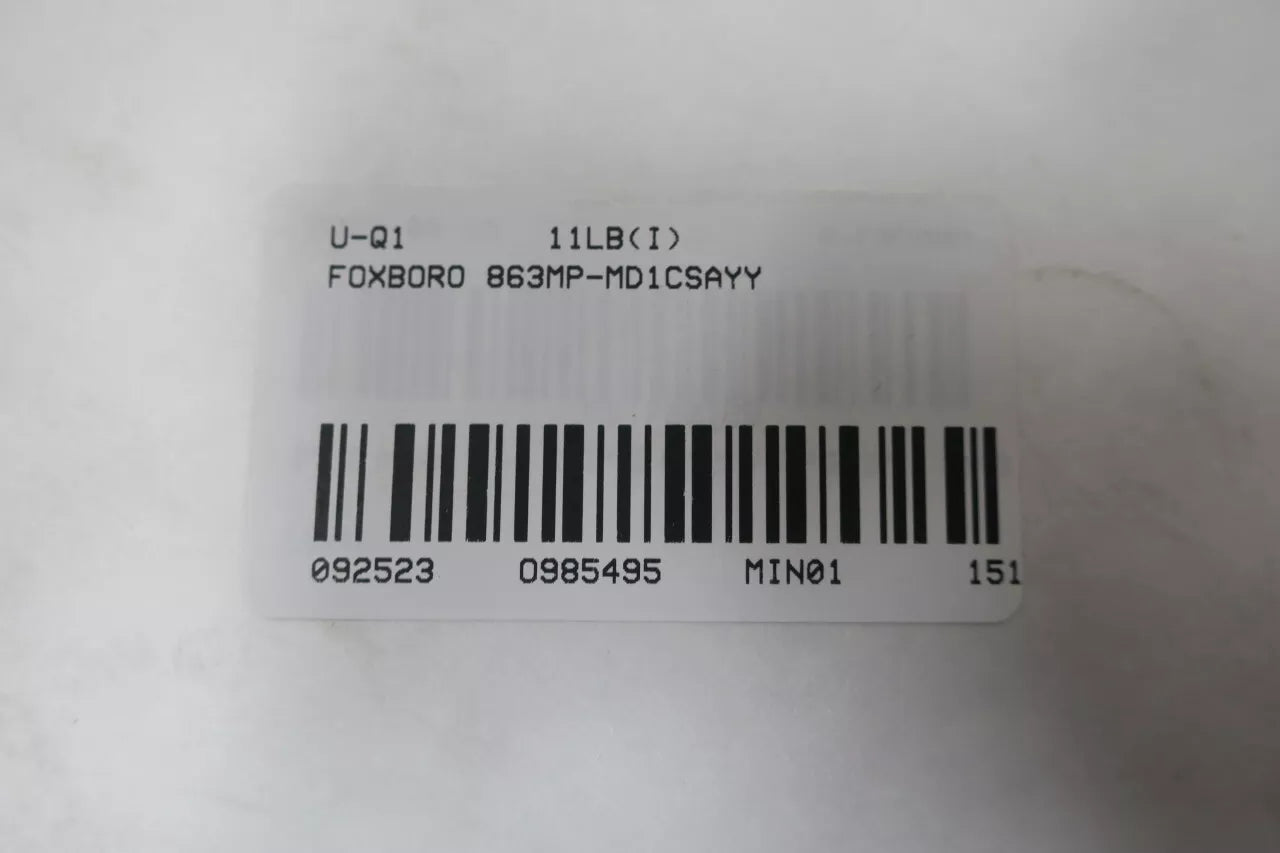 U-Q1 11LB(I)
FOXBORO 863MP-MD1CSAYY
092523 0985495 MIN01 151